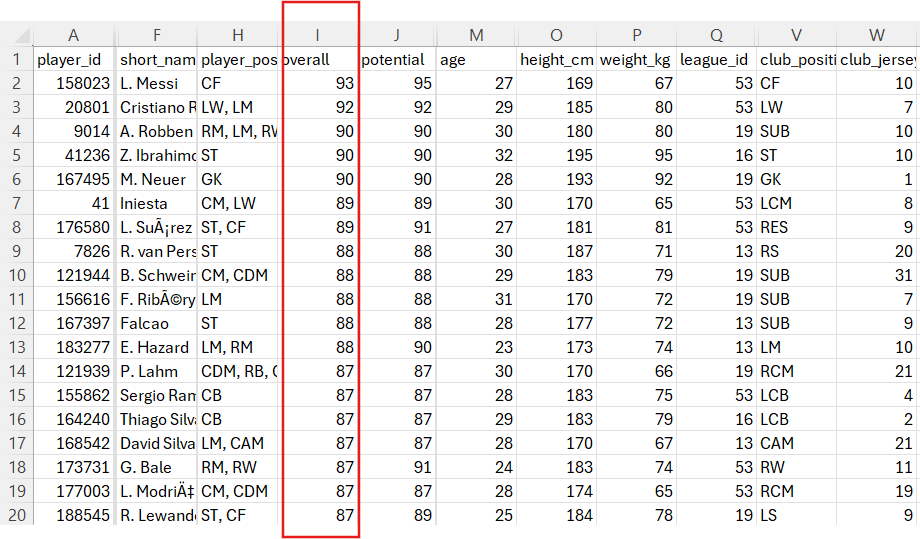 A F H I J M O P Q V W
1 player_id short_nam player_pos overall potential age height_cm weight_kg league_id club_positi club_jersey
2 158023 L. Messi CF 93 95 27 169 67 53 CF 10
3 20801 Cristiano R LW, LM 92 92 29 185 80 53 LW 7
4 9014 A. Robben RM, LM, RW 90 90 30 180 80 19 SUB 10
5 41236 Z. Ibrahimo ST 90 90 32 195 95 16 ST 10
6 167495 M. Neuer GK 90 90 28 193 92 19 GK 1
7 41 Iniesta CM, LW 89 89 30 170 65 53 LCM 8
8 176580 L. SuÃ¡rez ST, CF 89 91 27 181 81 53 RES 9
9 7826 R. van Pers ST 88 88 30 187 71 13 RS 20
10 121944 B. Schwein CM, CDM 88 88 29 183 79 19 SUB 31
11 156616 F. RibÃ©ry LM 88 88 31 170 72 19 SUB 7
12 167397 Falcao ST 88 88 28 177 72 13 SUB 9
13 183277 E. Hazard LM, RM 88 90 23 173 74 13 LM 10
14 121939 P. Lahm CDM, RB, C 87 87 30 170 66 19 RCM 21
15 155862 Sergio Ram CB 87 87 28 183 75 53 LCB 4
16 164240 Thiago Silva CB 87 87 29 183 79 16 LCB 2
17 168542 David Silva LM, CAM 87 87 28 170 67 13 CAM 21
18 173731 G. Bale RM, RW 87 91 24 183 74 53 RW 11
19 177003 L. ModriÄ‡ CM, CDM 87 87 28 174 65 53 RCM 19
20 188545 R. Lewand ST, CF 87 89 25 184 78 19 LS 9